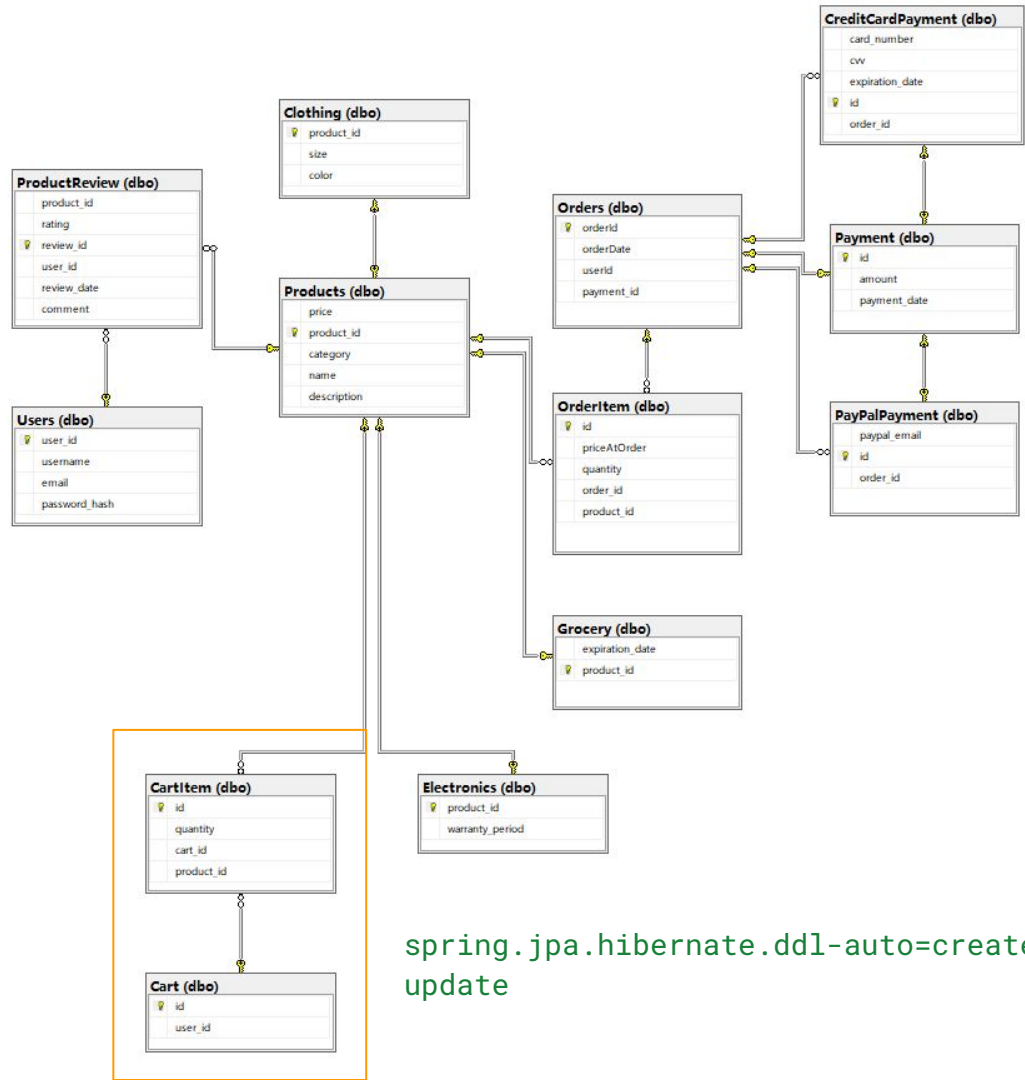 CreditCardPayment (dbo)
card_number
cvv
expiration_date
id
order_id
Clothing (dbo)
product_id
size
color
ProductReview (dbo)
product_id
rating
review_id
user_id
review_date
comment
Orders (dbo)
orderId
orderDate
userId
payment_id
Payment (dbo)
id
amount
payment_date
Products (dbo)
price
product_id
category
name
description
Users (dbo)
user_id
username
email
password_hash
OrderItem (dbo)
id
priceAtOrder
quantity
order_id
product_id
PayPalPayment (dbo)
paypal_email
id
order_id
Grocery (dbo)
expiration_date
product_id
CartItem (dbo)
id
quantity
cart_id
product_id
Electronics (dbo)
product_id
warranty_period
Cart (dbo)
id
user_id
spring.jpa.hibernate.ddl-auto=create
update